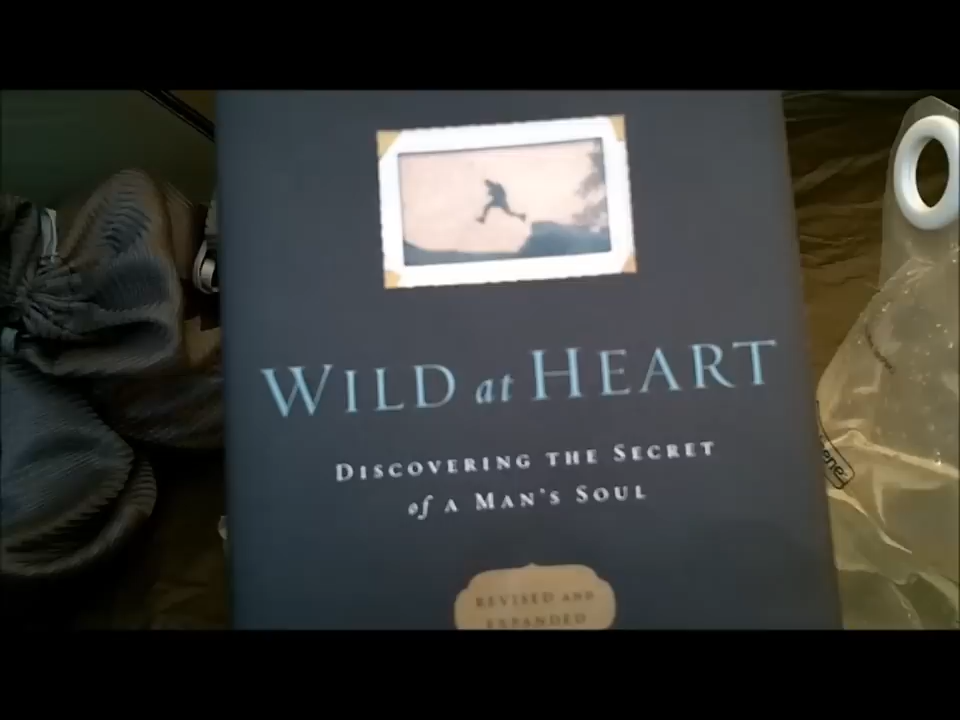 WILD at HEART
DISCOVERING THE SECRET
of A MAN'S SOUL
REVISED AND
EXPANDED